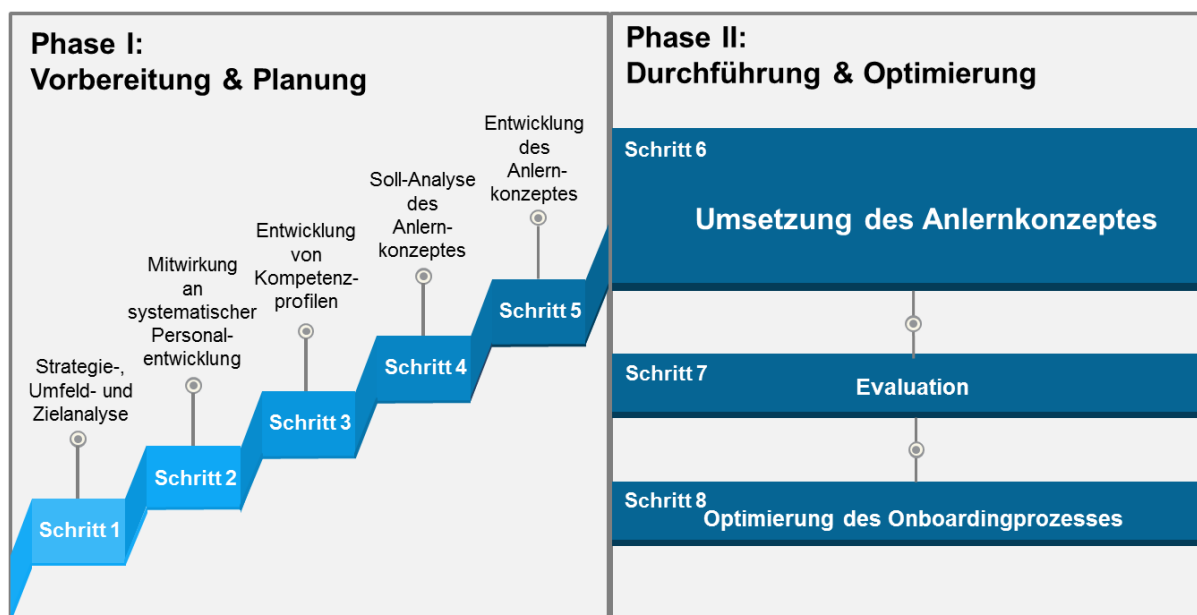 Phase I:
Vorbereitung & Planung
Strategie-,
Umfeld- und
Zielanalyse
Schritt 1
Mitwirkung
an
systematischer
Personal-
entwicklung
Schritt 2
Entwicklung
von
Kompetenz-
profilen
Schritt 3
Soll-Analyse
des
Anlern-
konzeptes
Schritt 4
Entwicklung
des
Anlern-
konzeptes
Schritt 5
Phase II:
Durchführung & Optimierung
Schritt 6
Umsetzung des Anlernkonzeptes
Schritt 7
Evaluation
Schritt 8
Optimierung des Onboardingprozesses